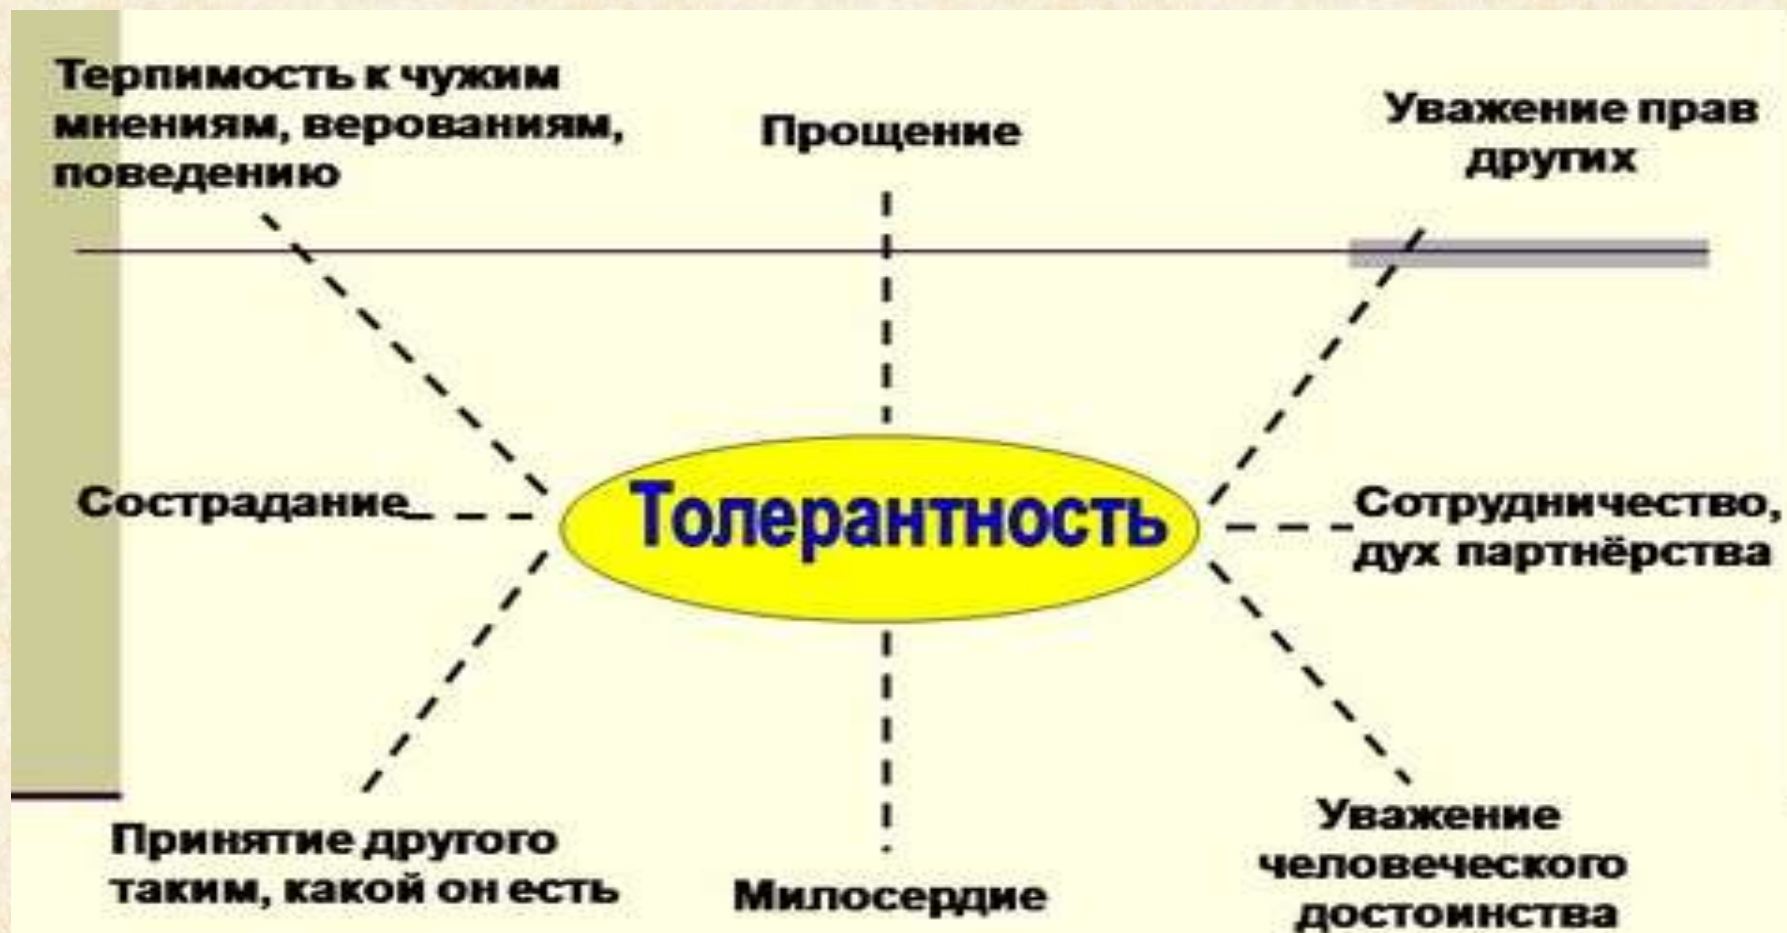 Терпимость к чужим
мнениям, верованиям,
поведению
Прощение
Уважение прав
других
Сострадание
Толерантность
Сотрудничество,
дух партнёрства
Принятие другого
таким, какой он есть
Милосердие
Уважение
человеческого
достоинства